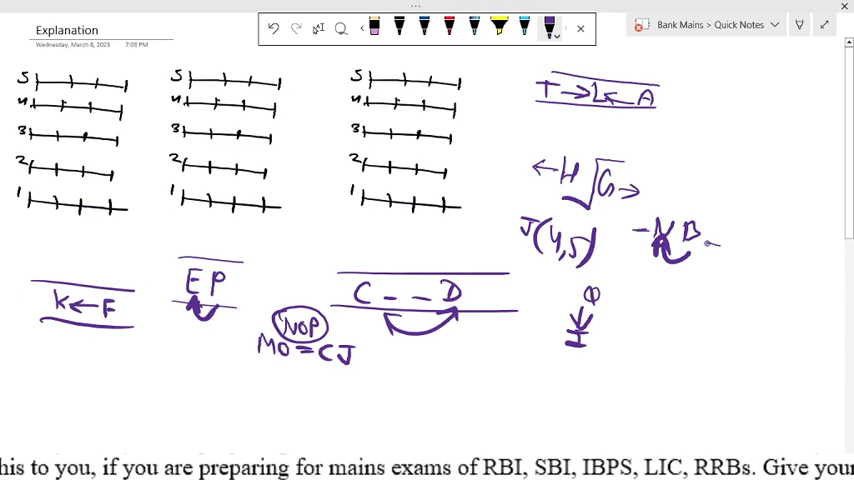 Bank Mains > Quick Notes
Explanation
Wednesday, March 8, 2023 7:03 PM
5 5 5
4 4 4
3 3 3
2 2 2
1 1 1
T → L ← A
← H G →
J (4,5) - N B -
K ← F
E P
C - - D
NOP
MO = CJ
Q
I
his to you, if you are preparing for mains exams of RBI, SBI, IBPS, LIC, RRBs. Give your